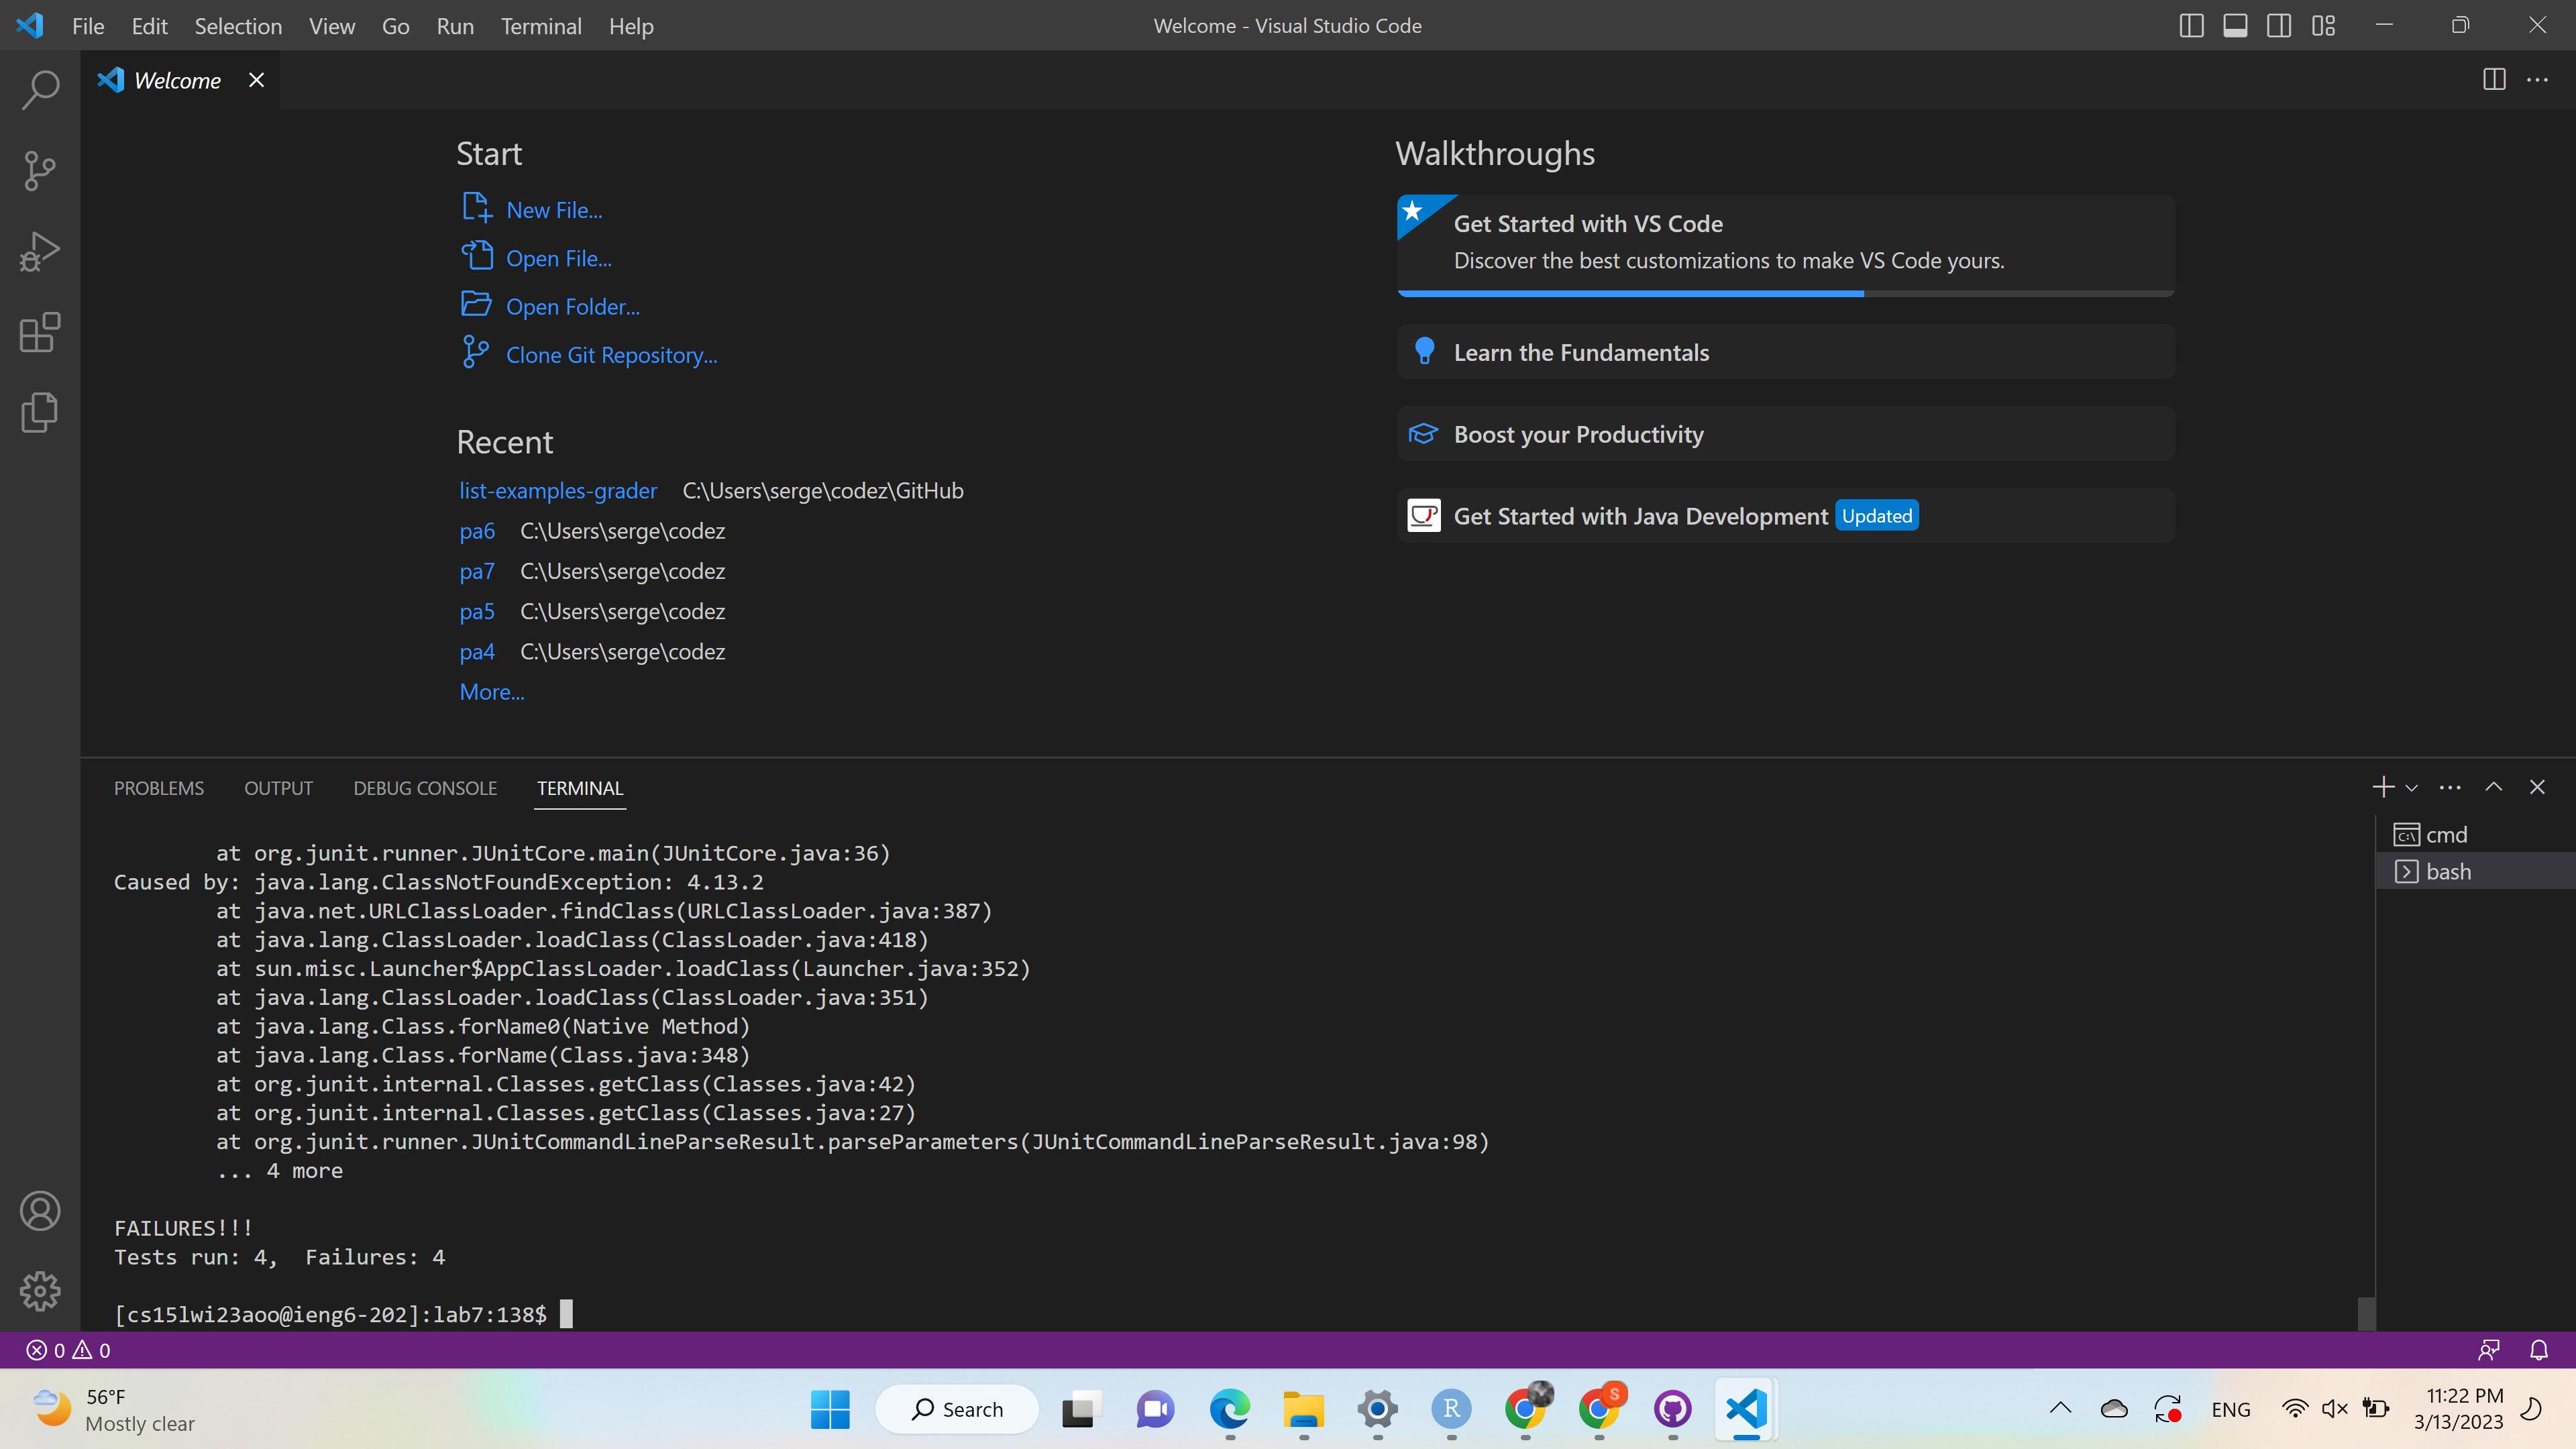 File Edit Selection View Go Run Terminal Help
Welcome - Visual Studio Code
Welcome
Start
New File...
Open File...
Open Folder...
Clone Git Repository...
Recent
list-examples-grader C:\Users\serge\codez\GitHub
pa6 C:\Users\serge\codez
pa7 C:\Users\serge\codez
pa5 C:\Users\serge\codez
pa4 C:\Users\serge\codez
More...
Walkthroughs
Get Started with VS Code
Discover the best customizations to make VS Code yours.
Learn the Fundamentals
Boost your Productivity
Get Started with Java Development Updated
PROBLEMS OUTPUT DEBUG CONSOLE TERMINAL
at org.junit.runner.JUnitCore.main(JUnitCore.java:36)
Caused by: java.lang.ClassNotFoundException: 4.13.2
at java.net.URLClassLoader.findClass(URLClassLoader.java:387)
at java.lang.ClassLoader.loadClass(ClassLoader.java:418)
at sun.misc.Launcher$AppClassLoader.loadClass(Launcher.java:352)
at java.lang.ClassLoader.loadClass(ClassLoader.java:351)
at java.lang.Class.forName0(Native Method)
at java.lang.Class.forName(Class.java:348)
at org.junit.internal.Classes.getClass(Classes.java:42)
at org.junit.internal.Classes.getClass(Classes.java:27)
at org.junit.runner.JUnitCommandLineParseResult.parseParameters(JUnitCommandLineParseResult.java:98)
... 4 more
FAILURES!!!
Tests run: 4,  Failures: 4
[cs15lwi23aoo@ieng6-202]:lab7:138$
cmd
bash
0 0
56°F
Mostly clear
Search
R
S
ENG
11:22 PM
3/13/2023